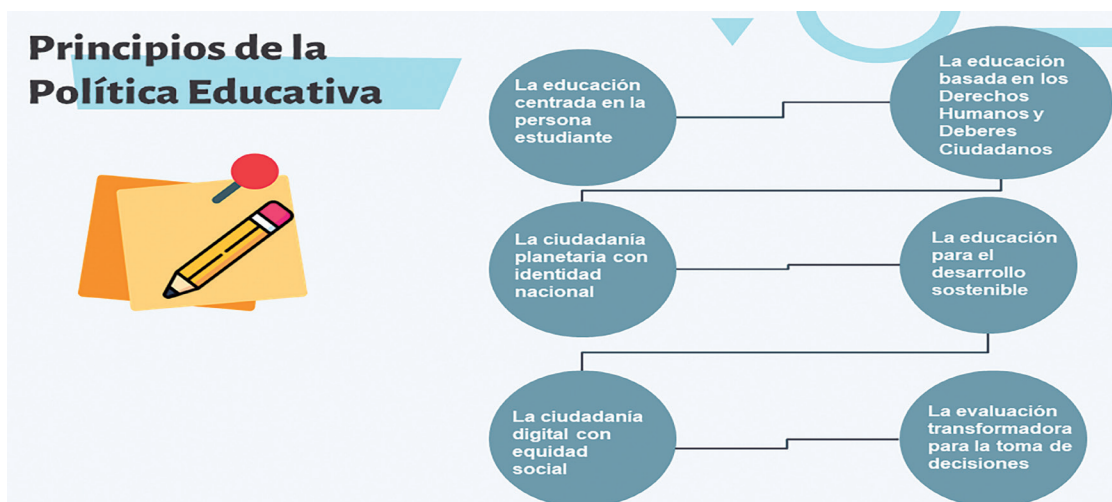 Principios de la
Política Educativa
La educación
centrada en la
persona
estudiante
La educación
basada en los
Derechos
Humanos y
Deberes
Ciudadanos
La ciudadanía
planetaria con
identidad
nacional
La educación
para el
desarrollo
sostenible
La ciudadanía
digital con
equidad
social
La evaluación
transformadora
para la toma de
decisiones